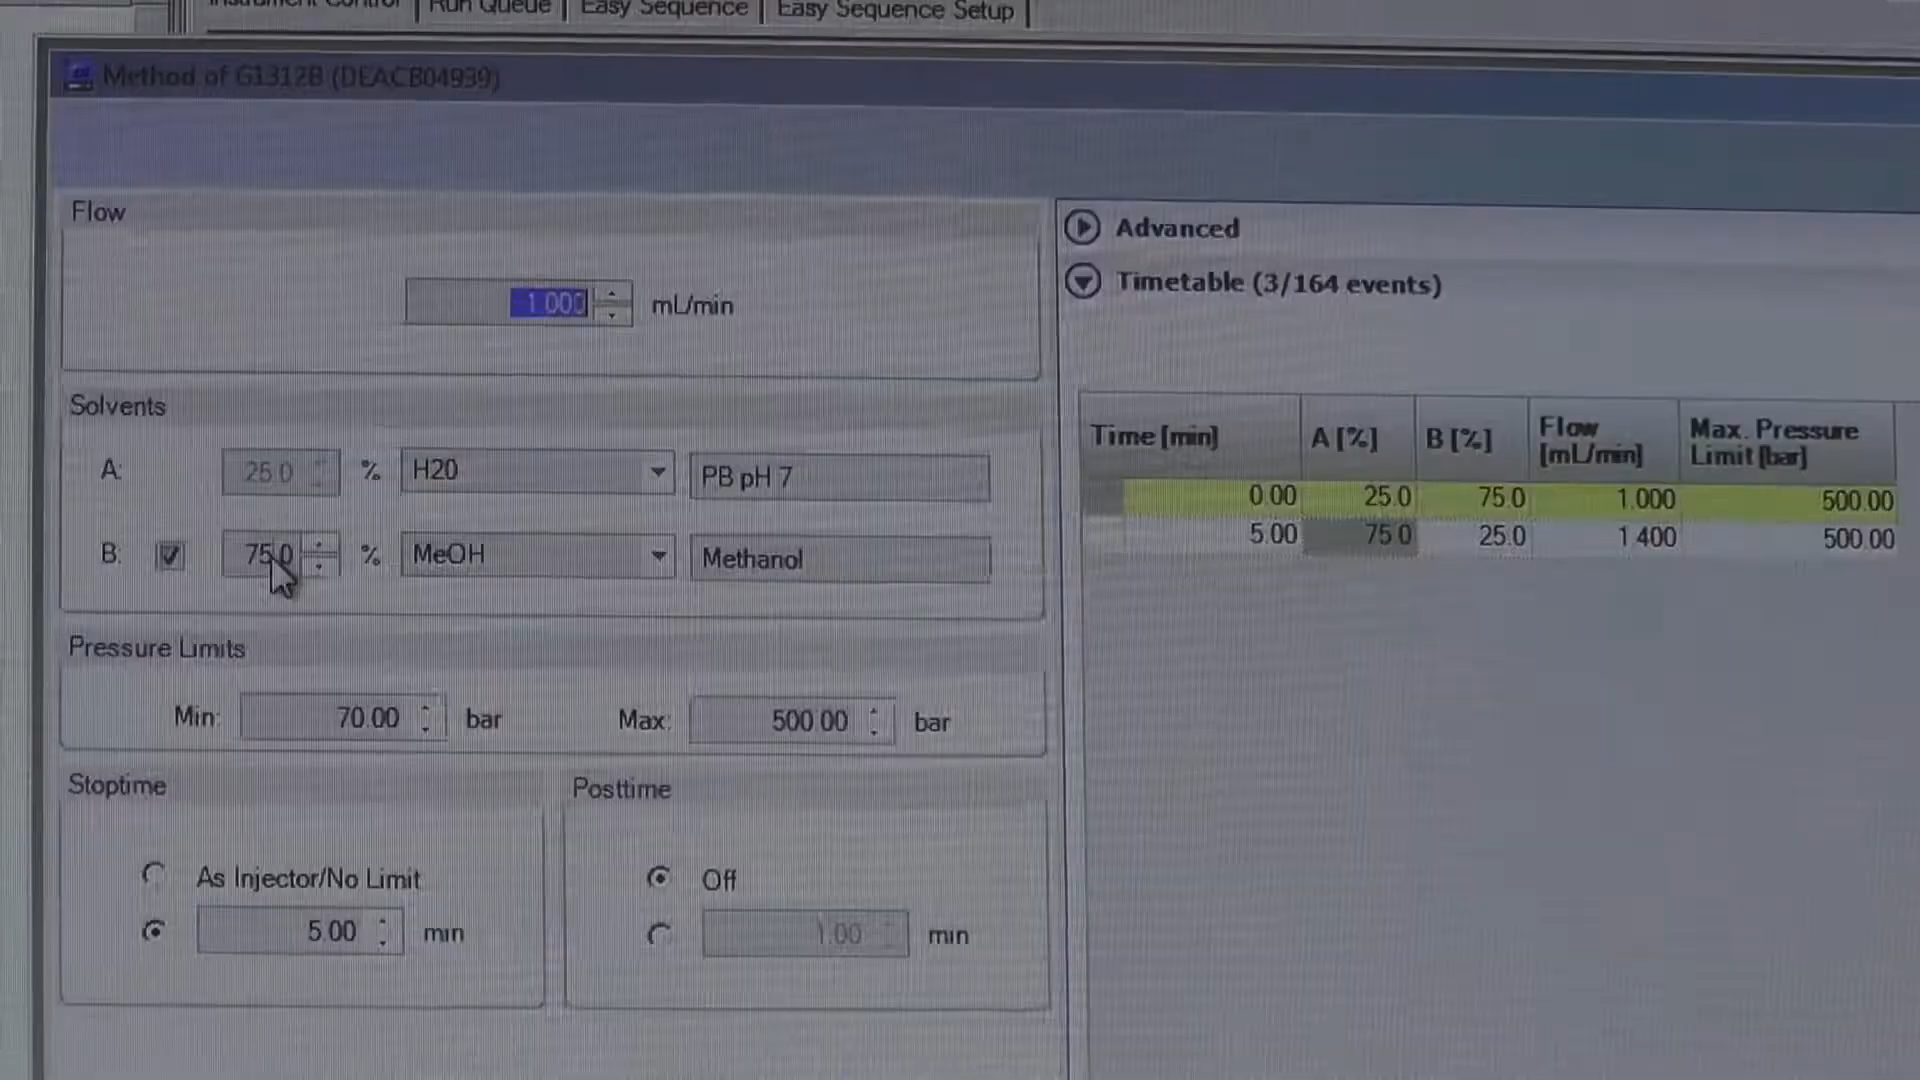 Instrument Control Run Queue Easy Sequence Easy Sequence Setup
Method of G1312B (DEACB04939)
Flow
1.000 mL/min
Solvents
A: 25.0 % H20 PB pH 7
B: 75.0 % MeOH Methanol
Pressure Limits
Min: 70.00 bar Max: 500.00 bar
Stoptime
As Injector/No Limit
5.00 min
Posttime
Off
1.00 min
Advanced
Timetable (3/164 events)
Time [min] A [%] B [%] Flow [mL/min] Max. Pressure Limit [bar]
0.00 25.0 75.0 1.000 500.00
5.00 75.0 25.0 1.400 500.00